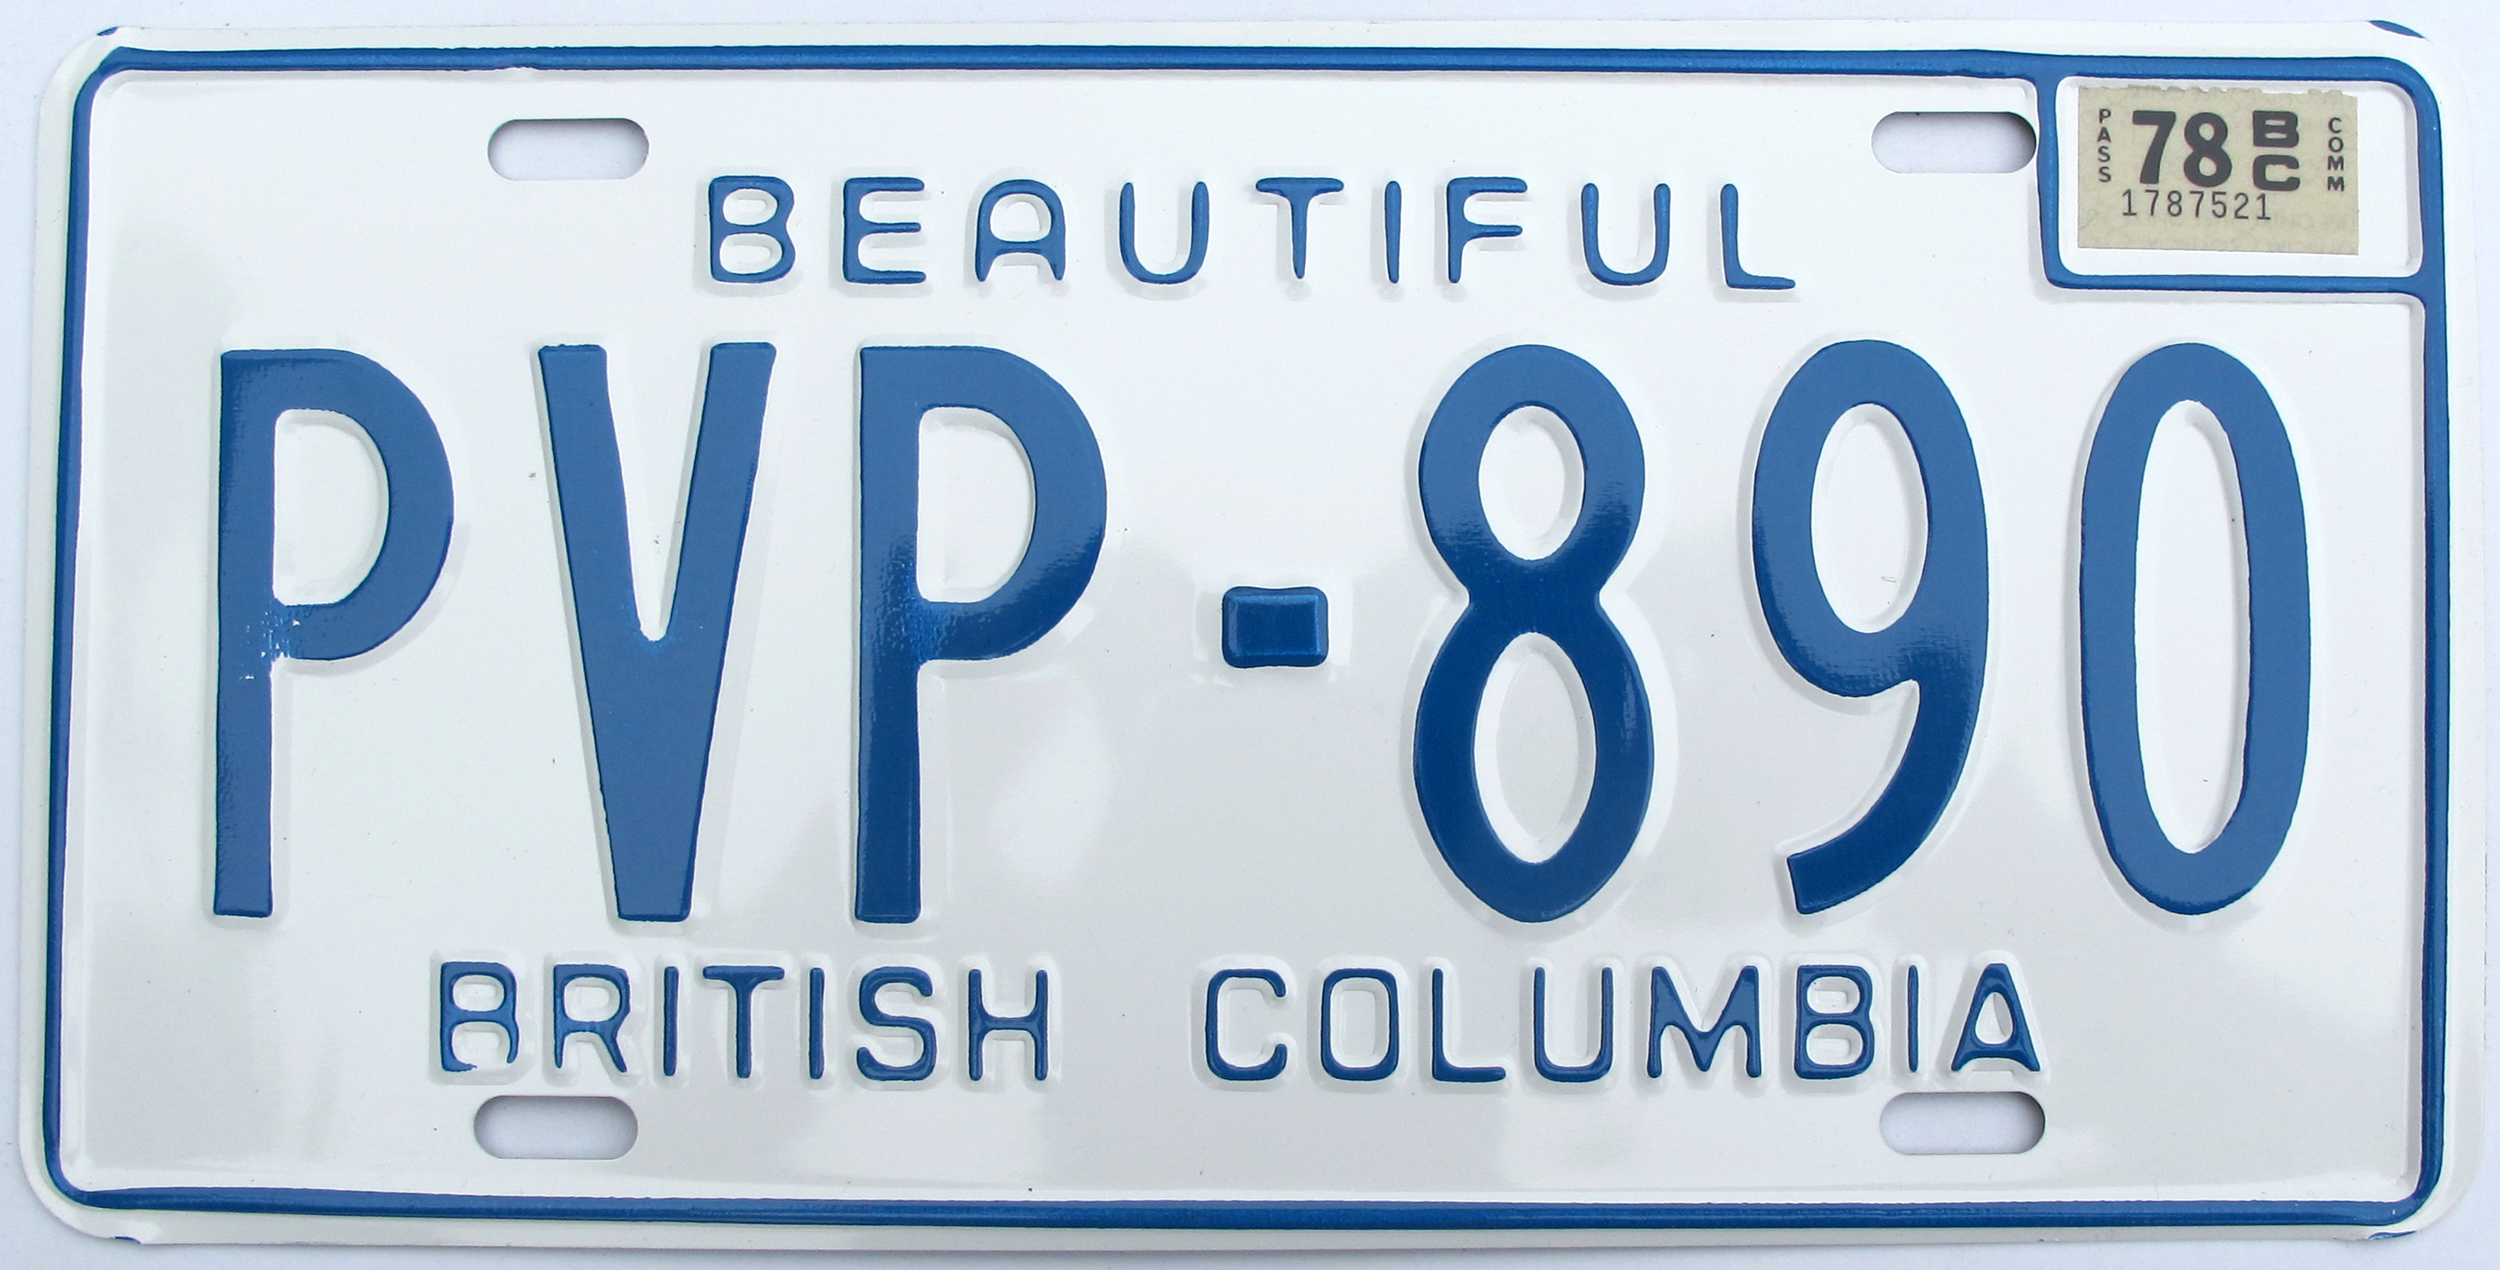 BEAUTIFUL
PASS 78 BC COMM
1787521
PVP-890
BRITISH COLUMBIA